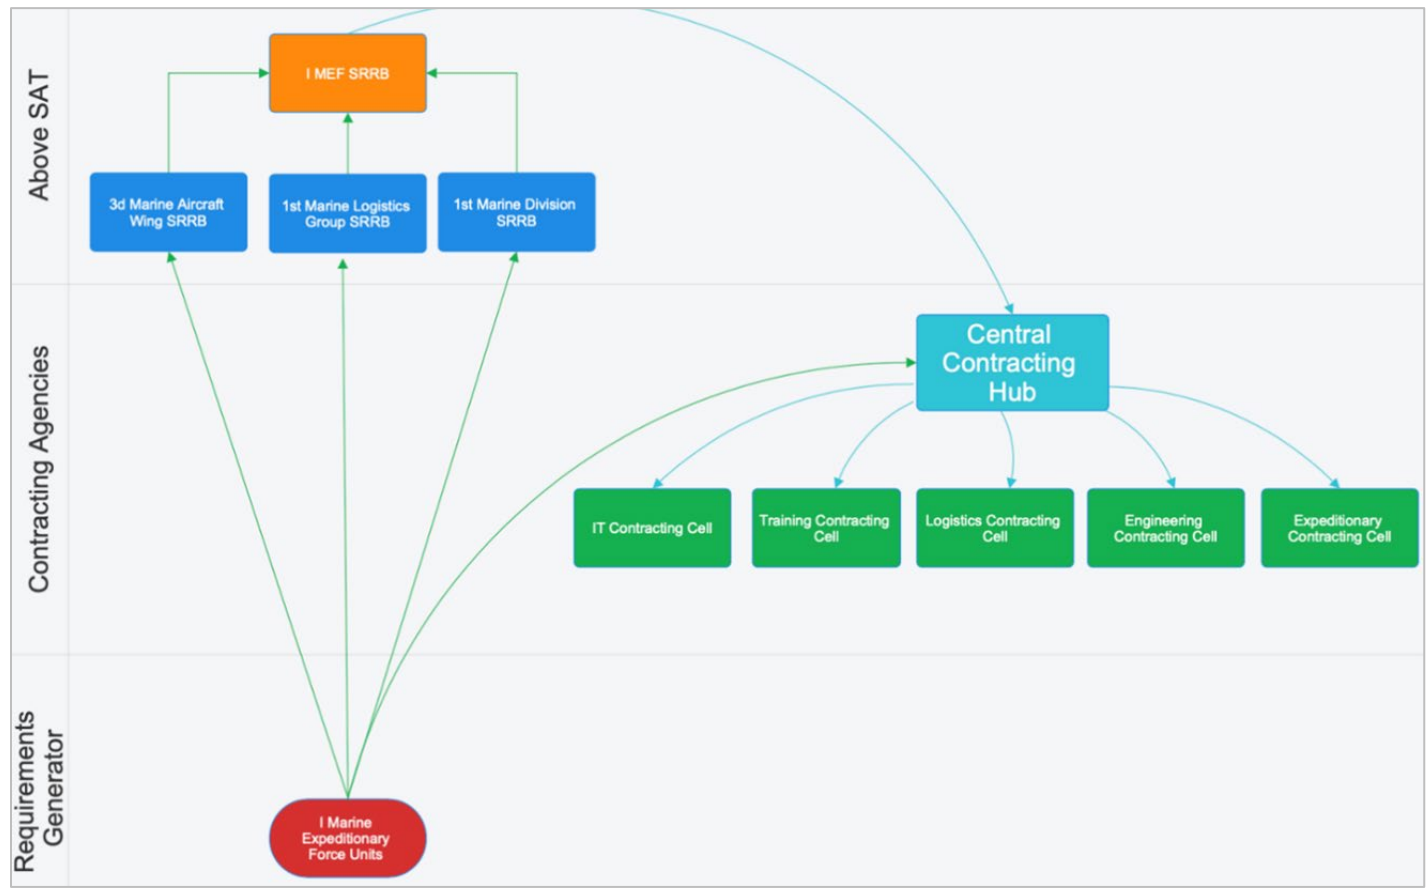 Above SAT
I MEF SRRB
3d Marine Aircraft
Wing SRRB
1st Marine Logistics
Group SRRB
1st Marine Division
SRRB
Contracting Agencies
Central
Contracting
Hub
IT Contracting Cell
Training Contracting
Cell
Logistics Contracting
Cell
Engineering
Contracting Cell
Expeditionary
Contracting Cell
Requirements
Generator
I Marine
Expeditionary
Force Units